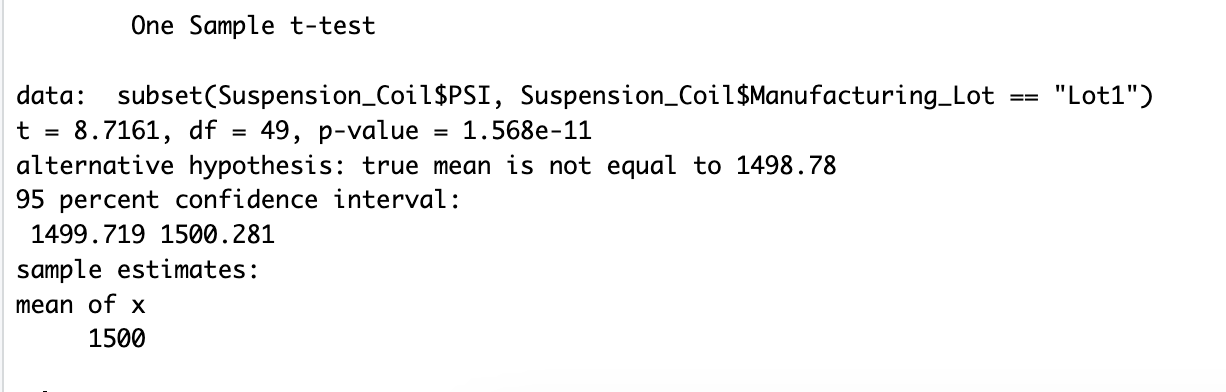 One Sample t-test
data:  subset(Suspension_Coil$PSI, Suspension_Coil$Manufacturing_Lot == "Lot1")
t = 8.7161, df = 49, p-value = 1.568e-11
alternative hypothesis: true mean is not equal to 1498.78
95 percent confidence interval:
1499.719 1500.281
sample estimates:
mean of x
1500